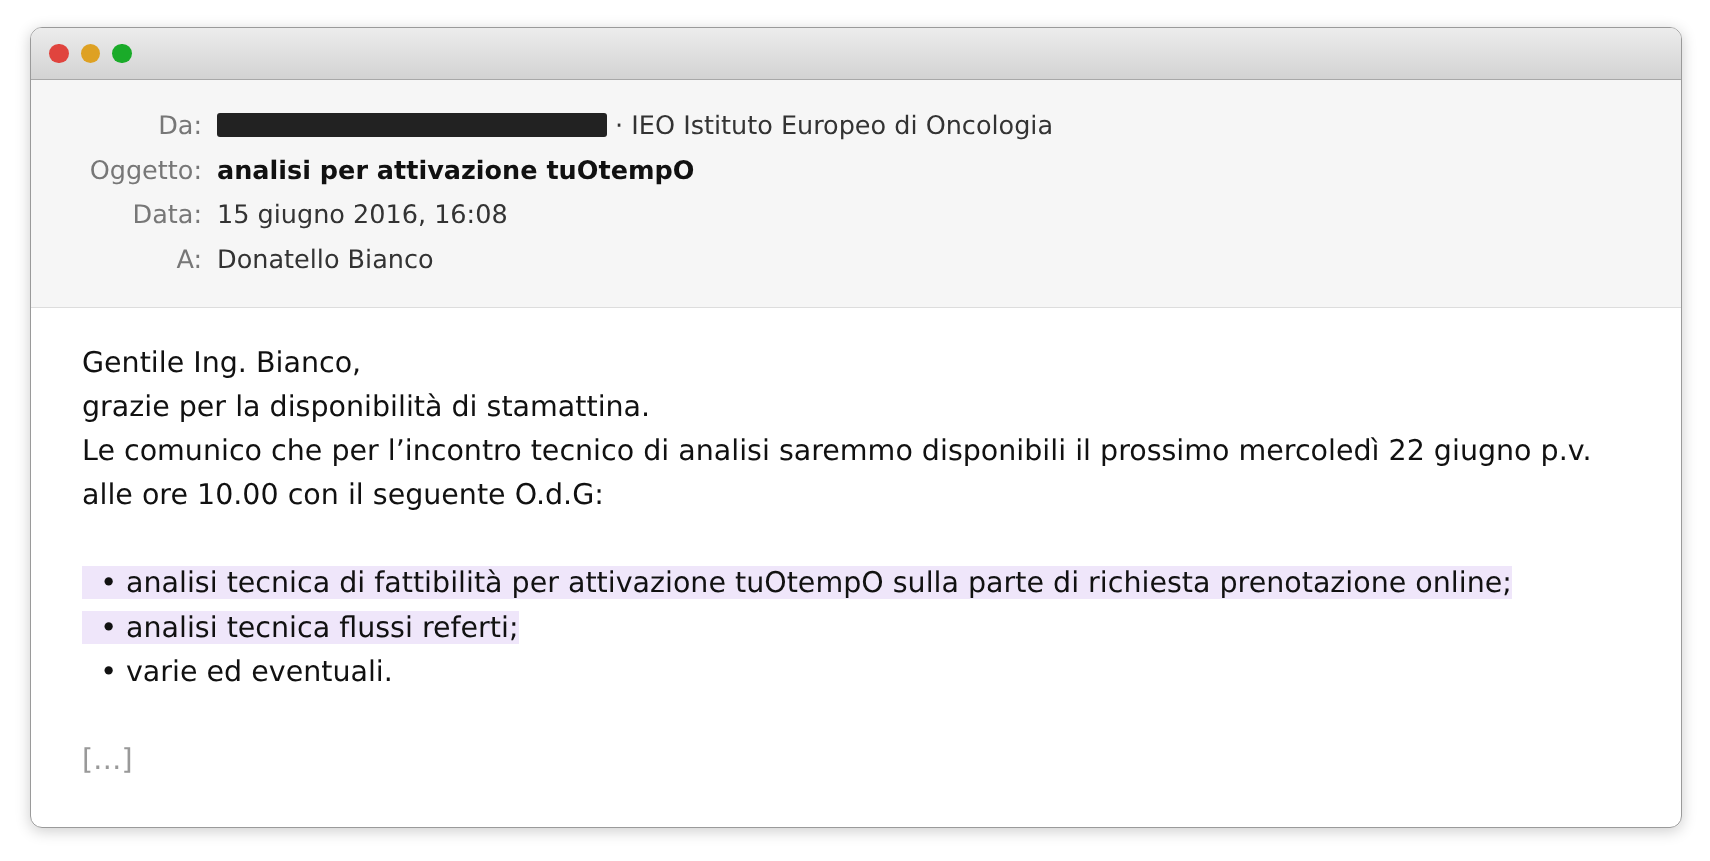 Da: · IEO Istituto Europeo di Oncologia
Oggetto: analisi per attivazione tuOtempO
Data: 15 giugno 2016, 16:08
A: Donatello Bianco
Gentile Ing. Bianco,
grazie per la disponibilità di stamattina.
Le comunico che per l’incontro tecnico di analisi saremmo disponibili il prossimo mercoledì 22 giugno p.v.
alle ore 10.00 con il seguente O.d.G:
• analisi tecnica di fattibilità per attivazione tuOtempO sulla parte di richiesta prenotazione online;
• analisi tecnica flussi referti;
• varie ed eventuali.
[…]